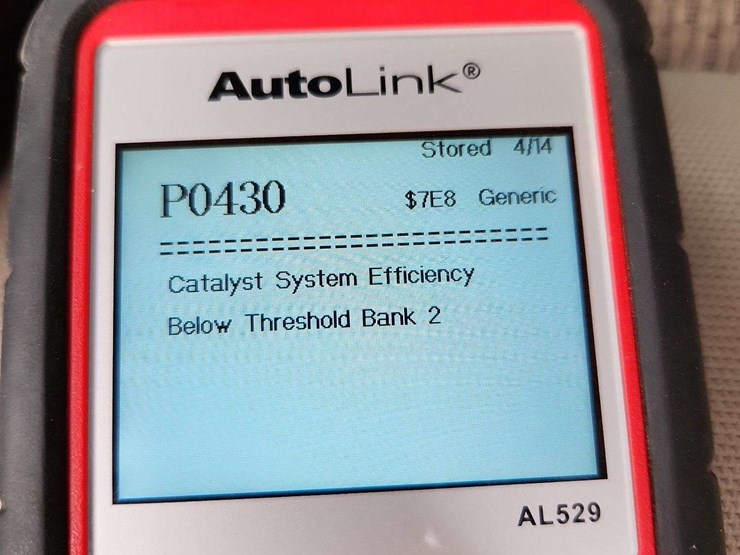 AutoLink®
Stored 4/14
P0430 $7E8 Generic
===========================
Catalyst System Efficiency
Below Threshold Bank 2
AL529